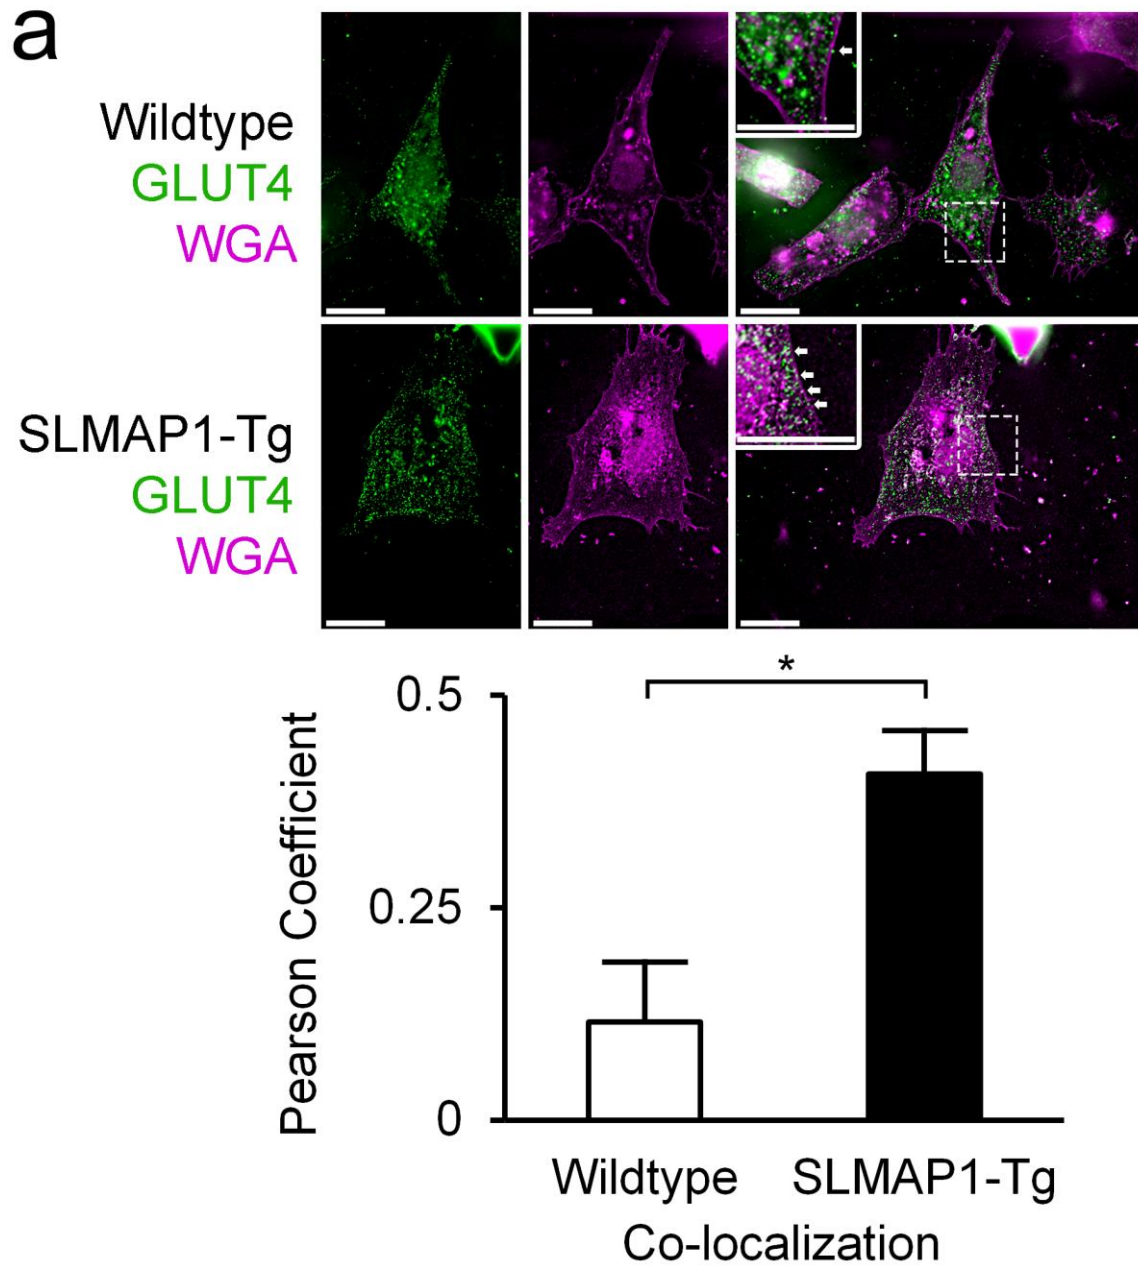 a
Wildtype
GLUT4
WGA
SLMAP1-Tg
GLUT4
WGA
*
0.5
0.25
0
Pearson Coefficient
Wildtype SLMAP1-Tg
Co-localization